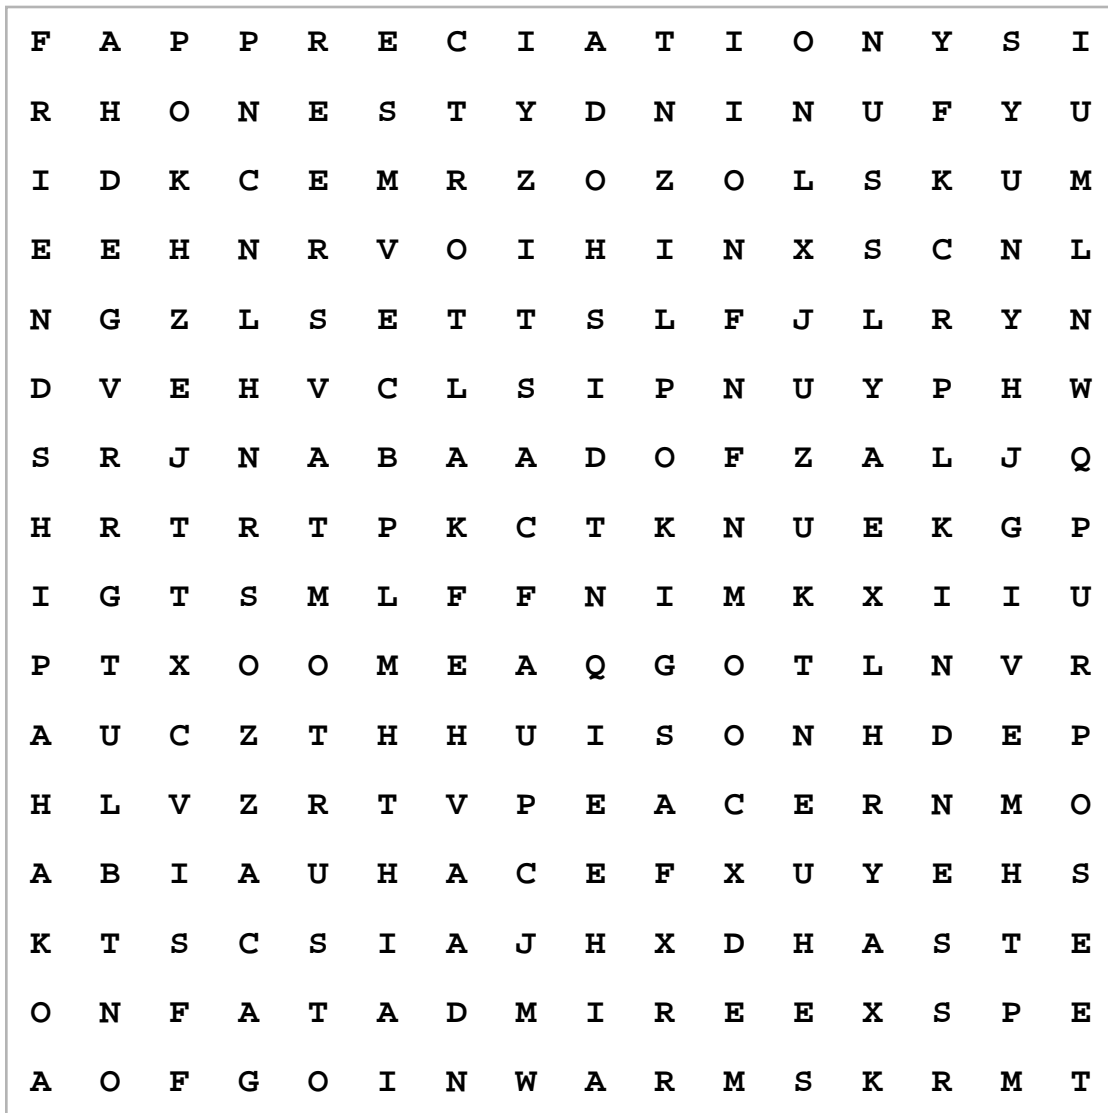 F A P P R E C I A T I O N Y S I
R H O N E S T Y D N I N U F Y U
I D K C E M R Z O Z O L S K U M
E E H N R V O I H I N X S C N L
N G Z L S E T T S L F J L R Y N
D V E H V C L S I P N U Y P H W
S R J N A B A A D O F Z A L J Q
H R T R T P K C T K N U E K G P
I G T S M L F F N I M K X I I U
P T X O O M E A Q G O T L N V R
A U C Z T H H U I S O N H D E P
H L V Z R T V P E A C E R N M O
A B I A U H A C E F X U Y E H S
K T S C S I A J H X D H A S T E
O N F A T A D M I R E E X S P E
A O F G O I N W A R M S K R M T